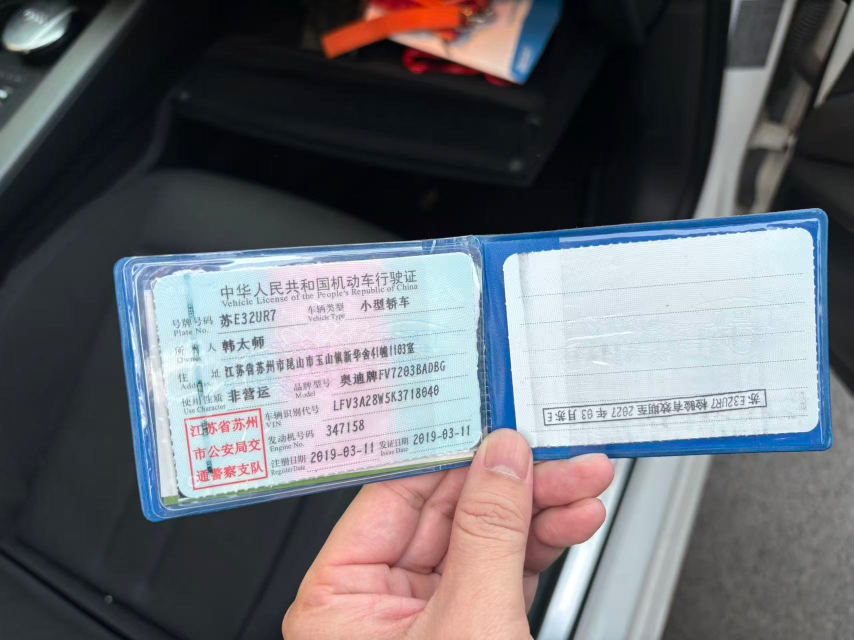 中华人民共和国机动车行驶证
Vehicle License of the People's Republic of China
号牌号码 苏E32UR7 车辆类型 小型轿车
Plate No. Vehicle Type
所 人 韩太师
Owner
住 址 江苏省苏州市昆山市玉山镇新华舍41幢1103室
Address
使用性质 非营运 品牌型号 奥迪牌FV7203BADBG
Use Character Model
车辆识别代号 LFV3A28W5K3718040
VIN
发动机号码 347158
Engine No.
注册日期 2019-03-11 发证日期 2019-03-11
Register Date Issue Date
江苏省苏州
市公安局交
通警察支队
苏E32UR7 检验有效期至 2027 年 03 月苏E